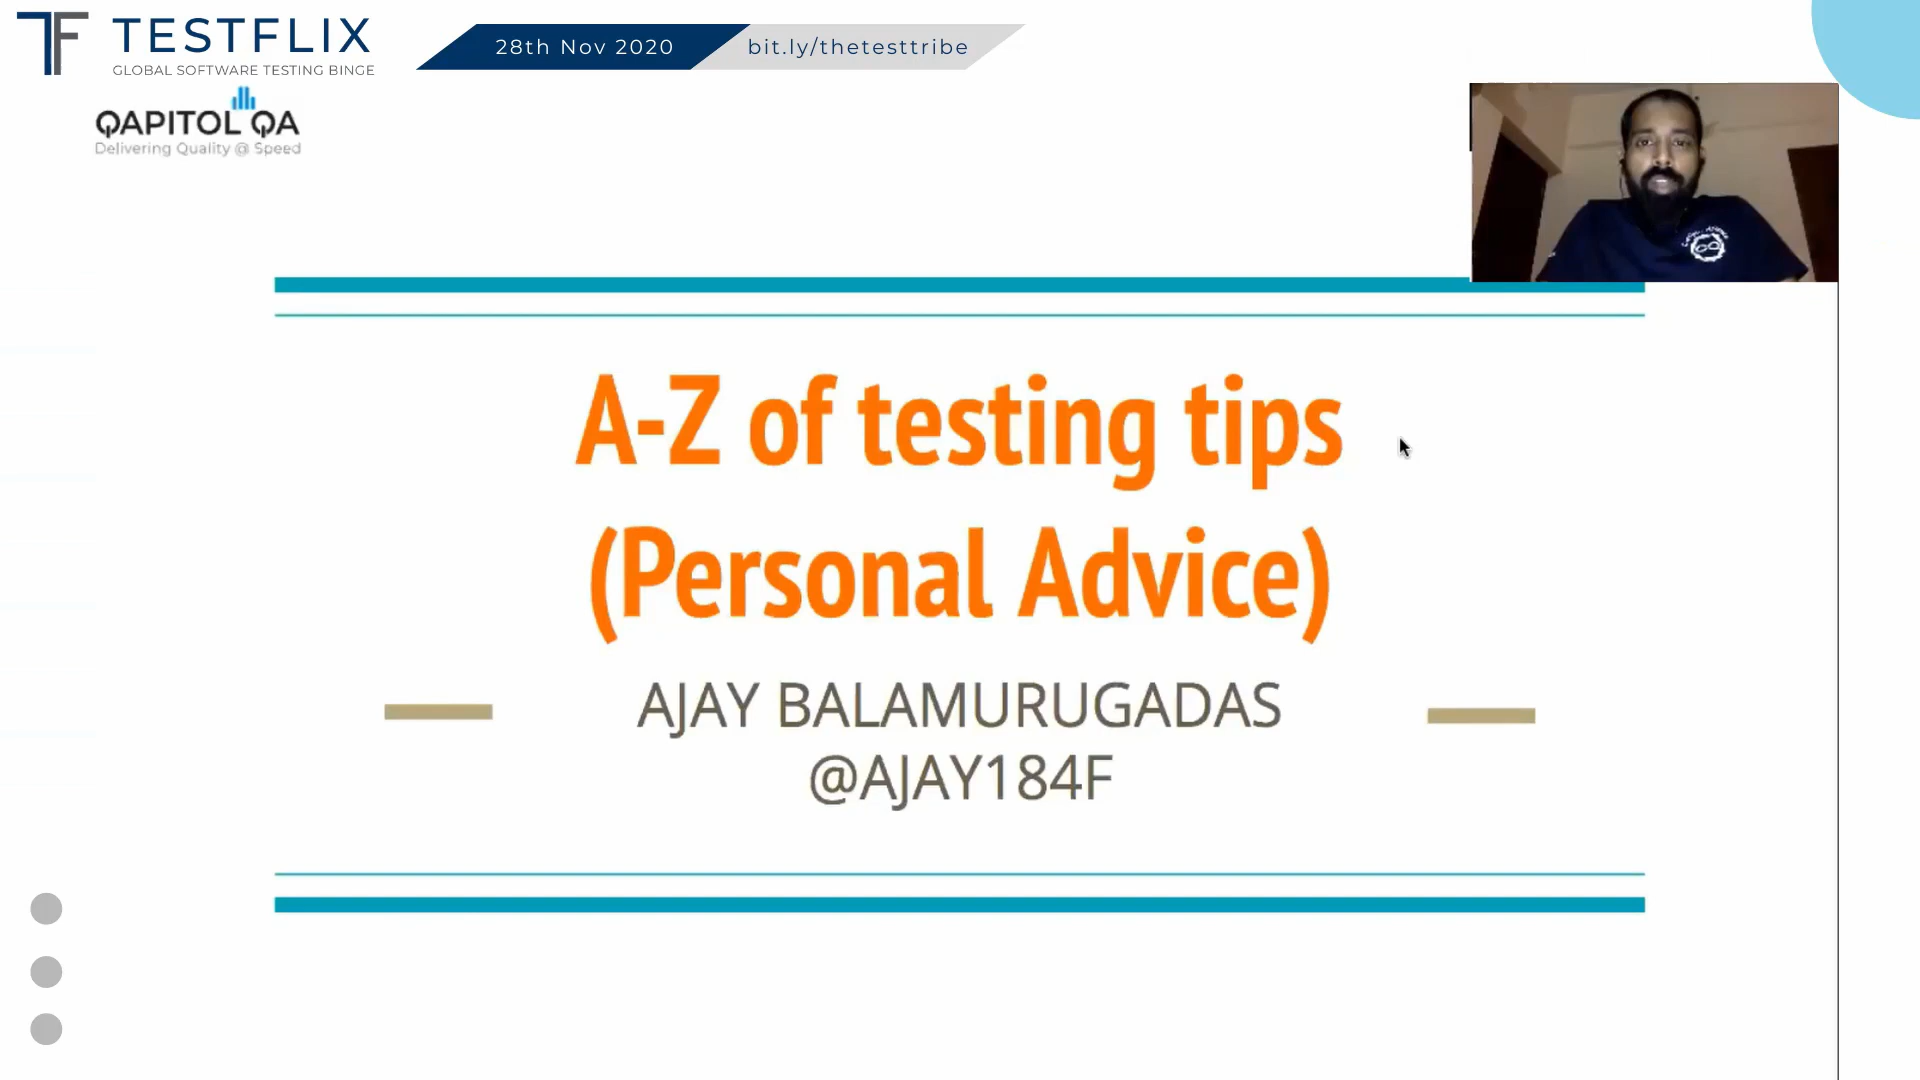 TF TESTFLIX
GLOBAL SOFTWARE TESTING BINGE
28th Nov 2020
bit.ly/thetesttribe
QAPITOL QA
Delivering Quality @ Speed
A-Z of testing tips
(Personal Advice)
AJAY BALAMURUGADAS
@AJAY184F